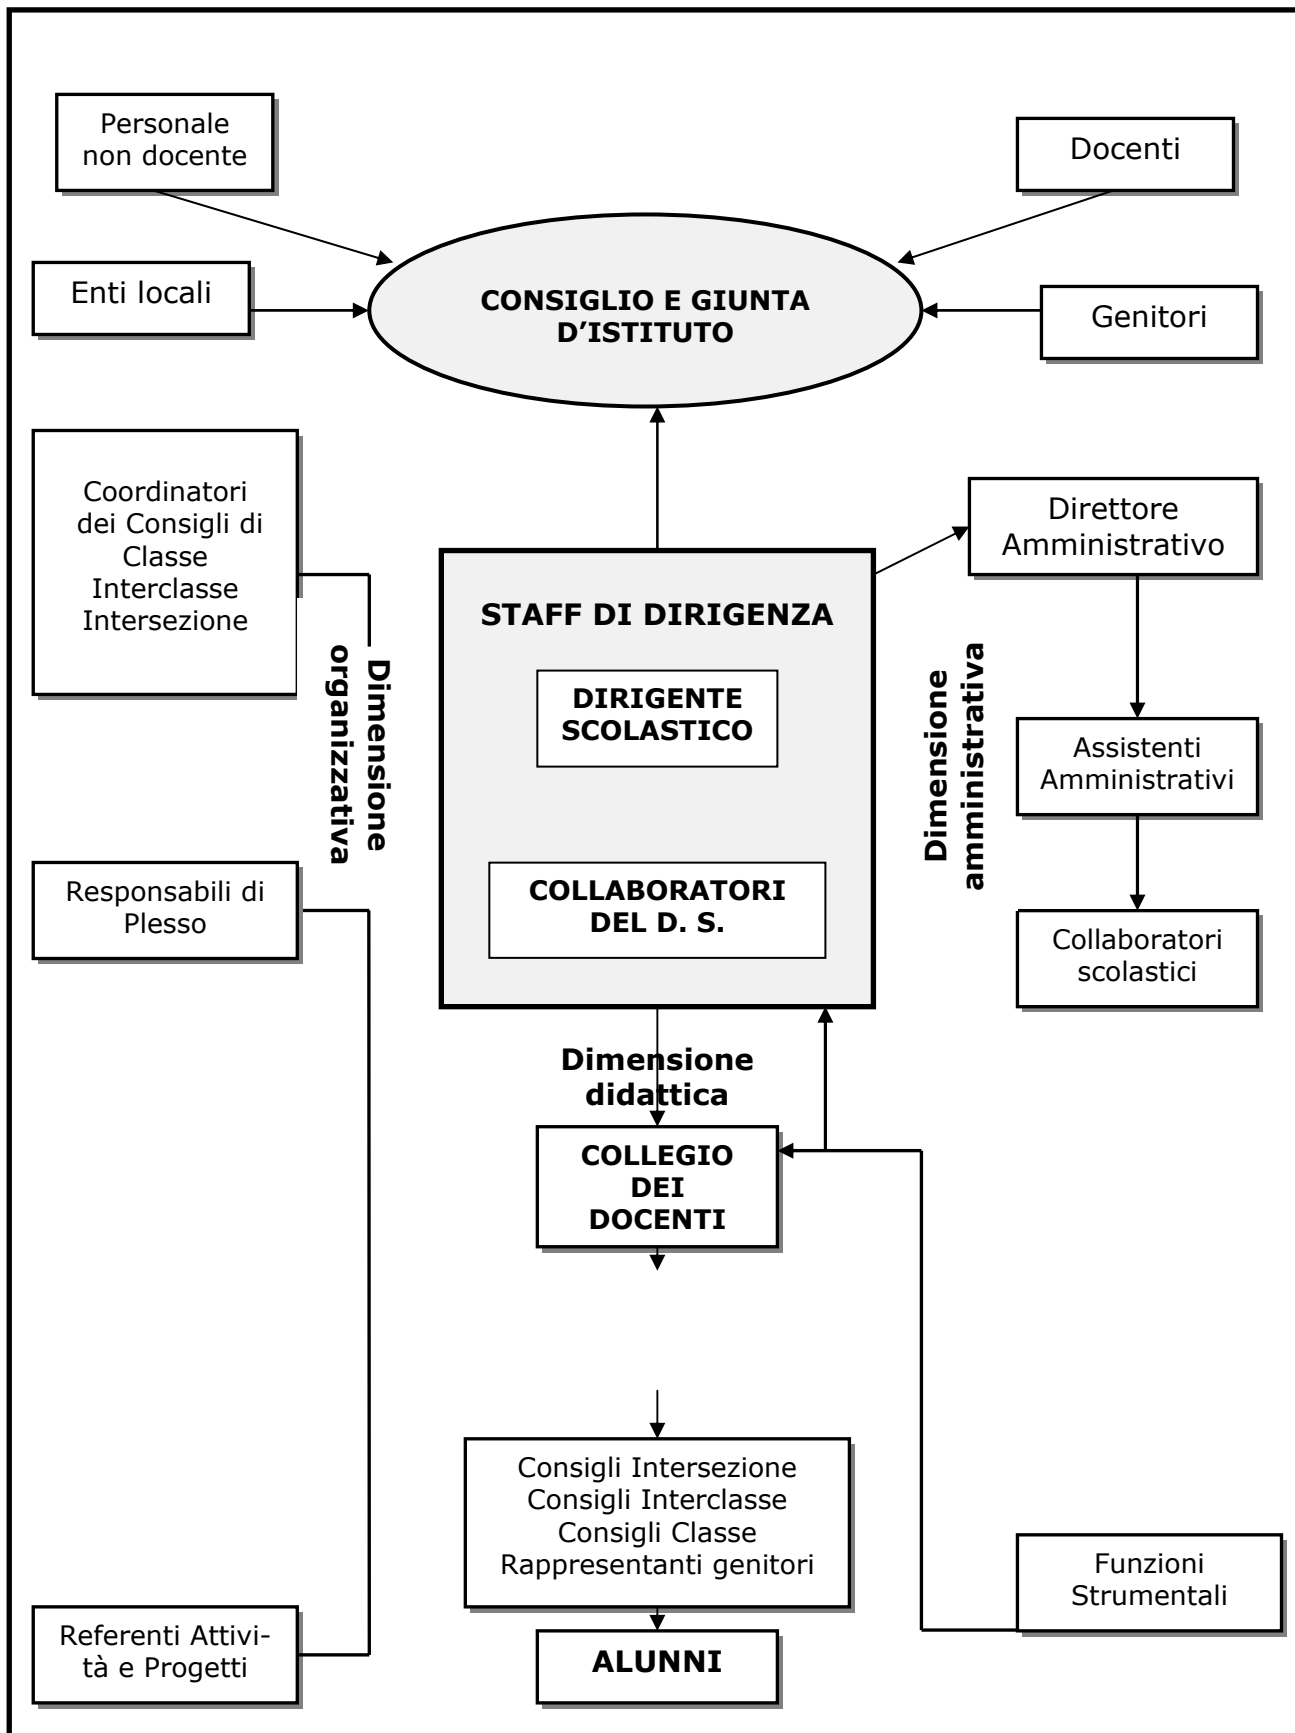 Personale
non docente
Docenti
Enti locali
CONSIGLIO E GIUNTA
D’ISTITUTO
Genitori
Coordinatori
dei Consigli di
Classe
Interclasse
Intersezione
Direttore
Amministrativo
STAFF DI DIRIGENZA
Dimensione
organizzativa
DIRIGENTE
SCOLASTICO
Dimensione
amministrativa
Assistenti
Amministrativi
Responsabili di
Plesso
COLLABORATORI
DEL D. S.
Collaboratori
scolastici
Dimensione
didattica
COLLEGIO
DEI
DOCENTI
Consigli Intersezione
Consigli Interclasse
Consigli Classe
Rappresentanti genitori
Funzioni
Strumentali
Referenti Attivi-
tà e Progetti
ALUNNI